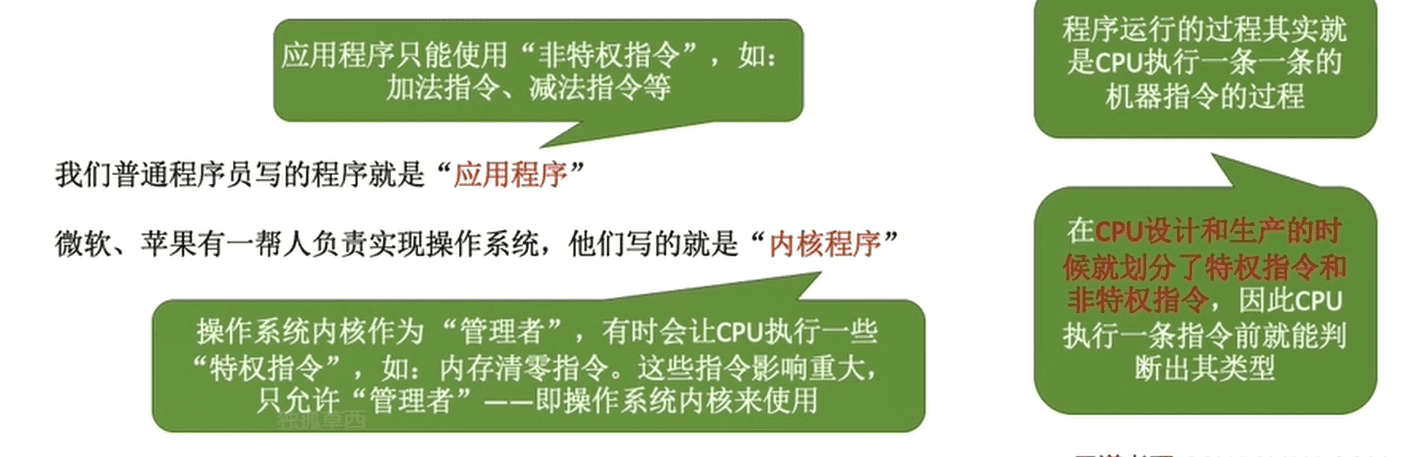 应用程序只能使用“非特权指令”，如：
加法指令、减法指令等
我们普通程序员写的程序就是“应用程序”
微软、苹果有一帮人负责实现操作系统，他们写的就是“内核程序”
操作系统内核作为 “管理者”，有时会让CPU执行一些
“特权指令”，如：内存清零指令。这些指令影响重大，
只允许“管理者”——即操作系统内核来使用
独孤草西
程序运行的过程其实就
是CPU执行一条一条的
机器指令的过程
在CPU设计和生产的时
候就划分了特权指令和
非特权指令，因此CPU
执行一条指令前就能判
断出其类型